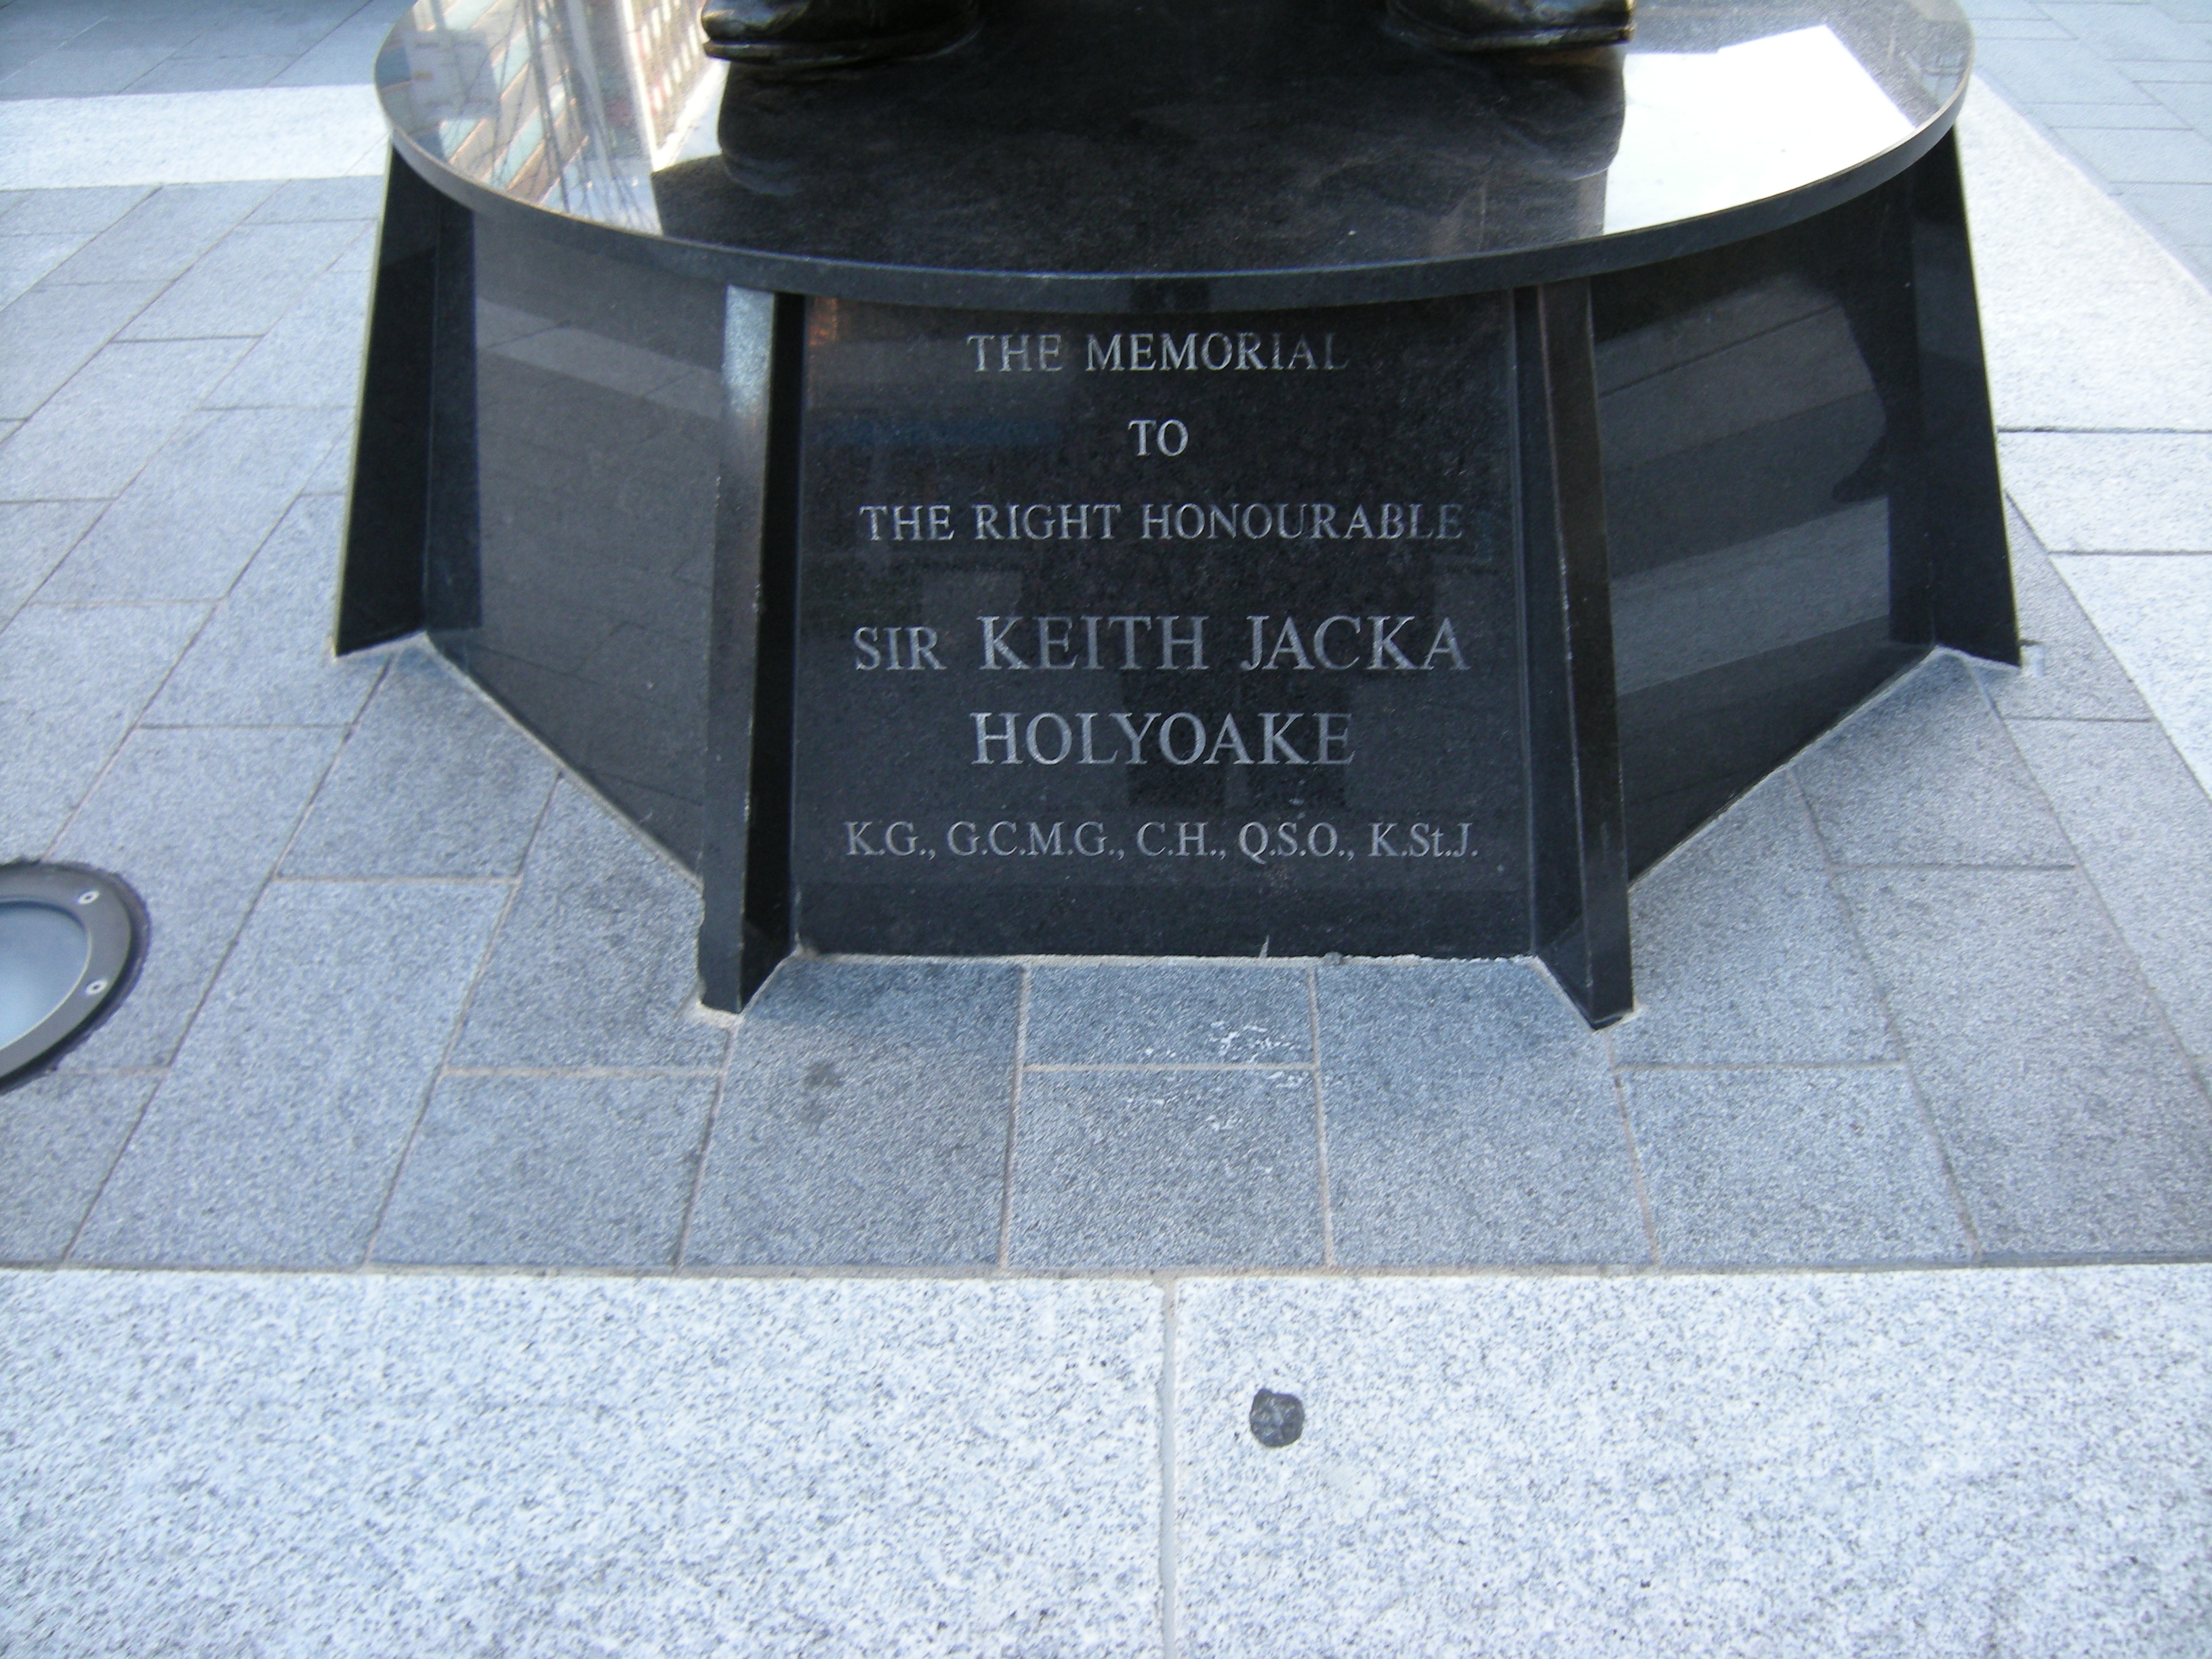 THE MEMORIAL
TO
THE RIGHT HONOURABLE
SIR KEITH JACKA
HOLYOAKE
K.G., G.C.M.G., C.H., Q.S.O., K.St.J.